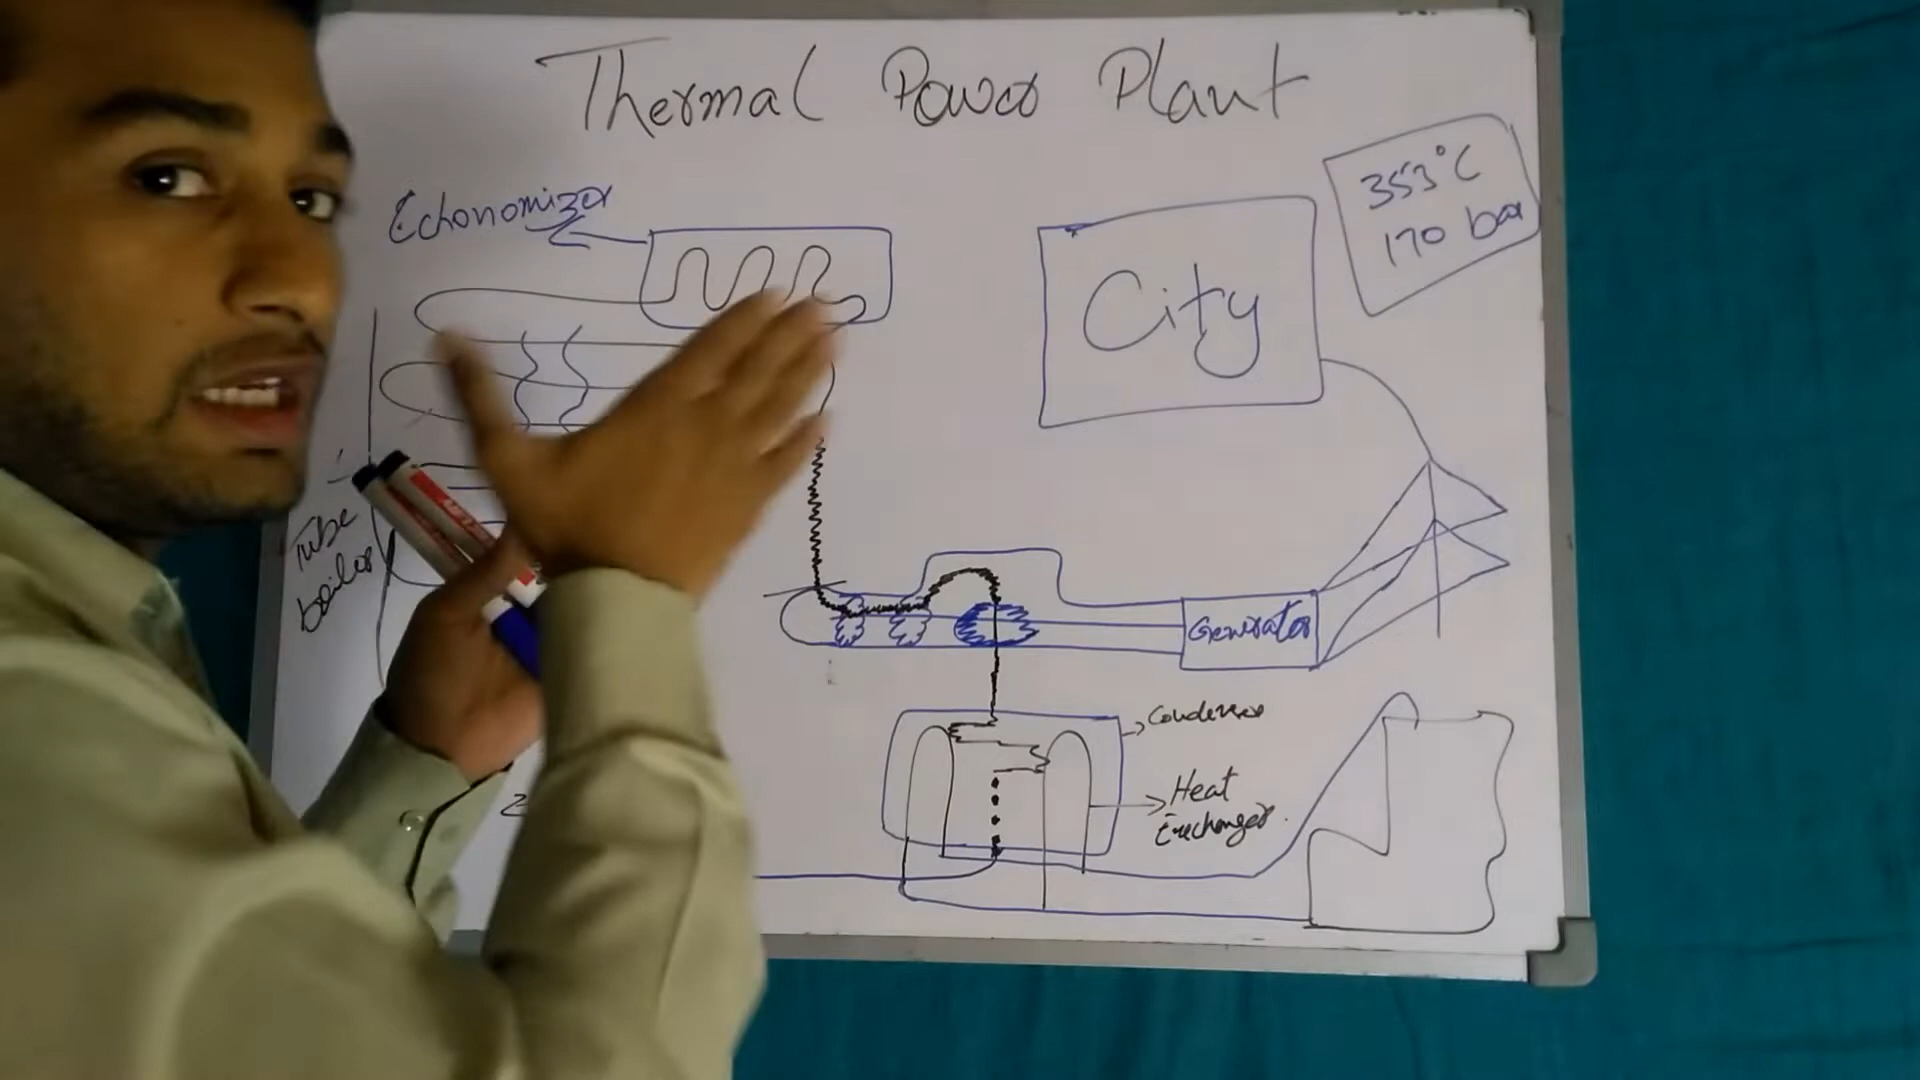 Thermal Power Plant
353°C
170 bar
Echonomizer
City
Tube
boiler
Generator
Condenser
Heat
Exchanger